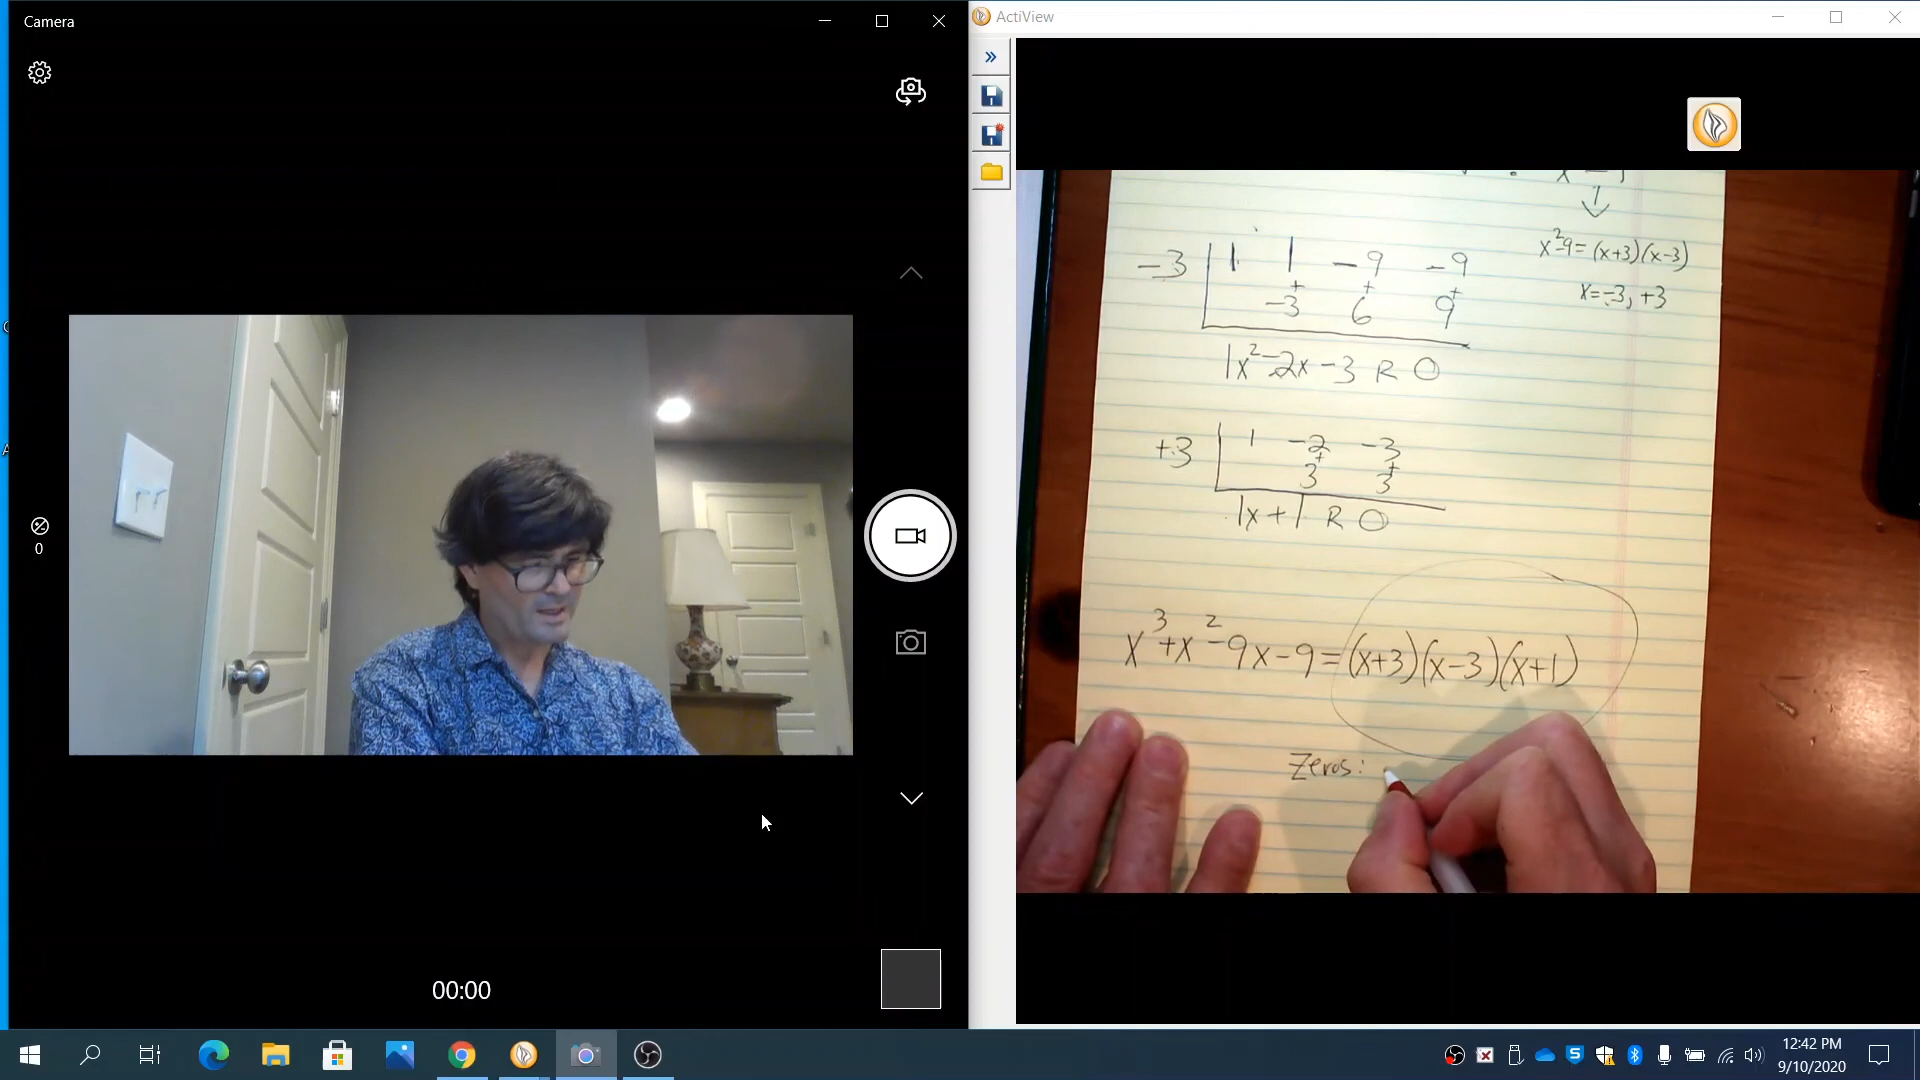 Camera
ActiView
x²-9=(x+3)(x-3)
-3 1 1 -9 -9
+ + +
x=-3, +3
-3 6 9
1x²-2x-3 R 0
+3 1 -2 -3
+ +
3 3
1x+1 R 0
0
x³+x²-9x-9=(x+3)(x-3)(x+1)
Zeros:
00:00
12:42 PM
9/10/2020